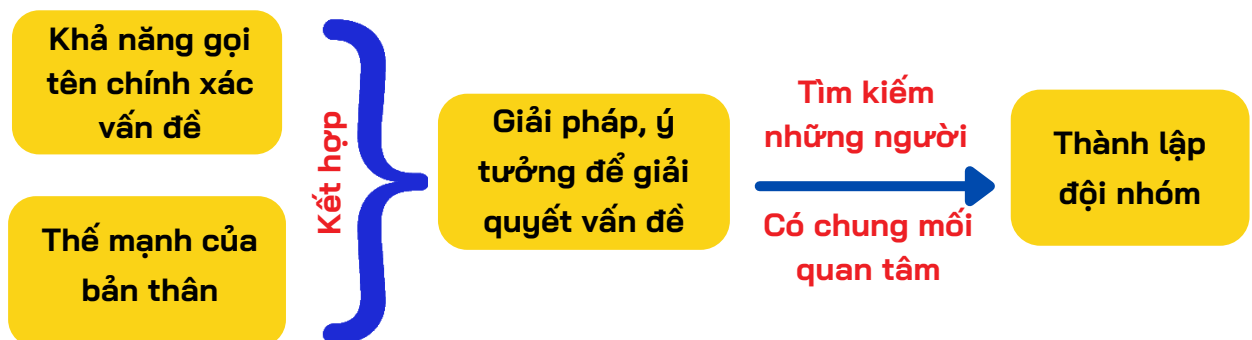 Khả năng gọi
tên chính xác
vấn đề
Thế mạnh của
bản thân
Kết hợp
Giải pháp, ý
tưởng để giải
quyết vấn đề
Tìm kiếm
những người
Có chung mối
quan tâm
Thành lập
đội nhóm